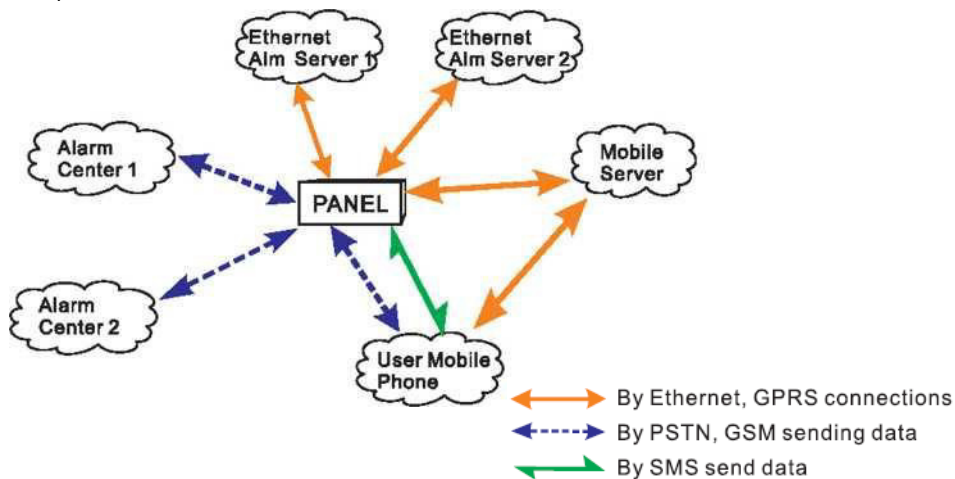 Ethernet
Alm Server 1
Ethernet
Alm Server 2
Alarm
Center 1
Mobile
Server
PANEL
Alarm
Center 2
User Mobile
Phone
By Ethernet, GPRS connections
By PSTN, GSM sending data
By SMS send data